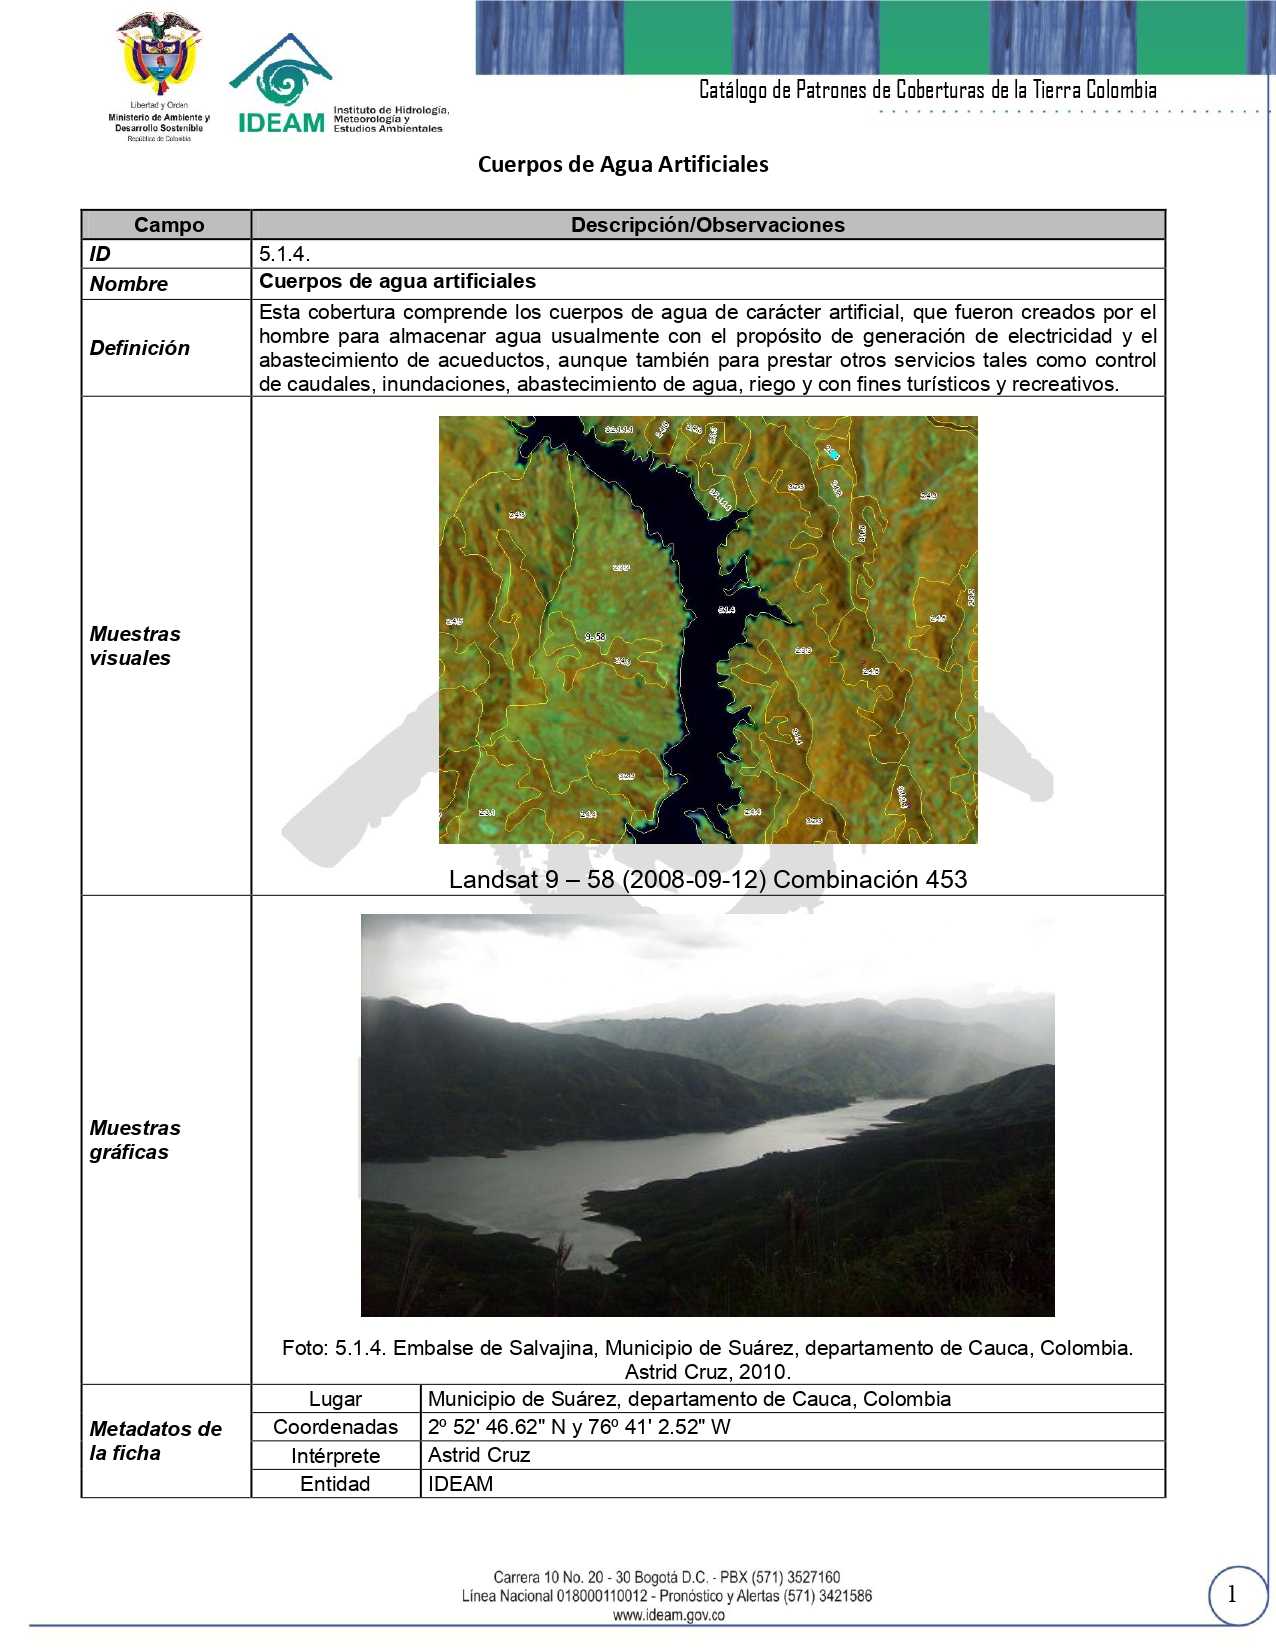 Libertad y Orden
Ministerio de Ambiente y
Desarrollo Sostenible
República de Colombia
IDEAM
Instituto de Hidrología,
Meteorología y
Estudios Ambientales
Catálogo de Patrones de Coberturas de la Tierra Colombia
Cuerpos de Agua Artificiales
Campo Descripción/Observaciones
ID 5.1.4.
Nombre Cuerpos de agua artificiales
Definición
Esta cobertura comprende los cuerpos de agua de carácter artificial, que fueron creados por el
hombre para almacenar agua usualmente con el propósito de generación de electricidad y el
abastecimiento de acueductos, aunque también para prestar otros servicios tales como control
de caudales, inundaciones, abastecimiento de agua, riego y con fines turísticos y recreativos.
Muestras
visuales
9- 58
Landsat 9 – 58 (2008-09-12) Combinación 453
Muestras
gráficas
Foto: 5.1.4. Embalse de Salvajina, Municipio de Suárez, departamento de Cauca, Colombia.
Astrid Cruz, 2010.
Metadatos de
la ficha
Lugar Municipio de Suárez, departamento de Cauca, Colombia
Coordenadas 2º 52' 46.62" N y 76º 41' 2.52" W
Intérprete Astrid Cruz
Entidad IDEAM
Carrera 10 No. 20 - 30 Bogotá D.C. - PBX (571) 3527160
Línea Nacional 018000110012 - Pronóstico y Alertas (571) 3421586
www.ideam.gov.co
1